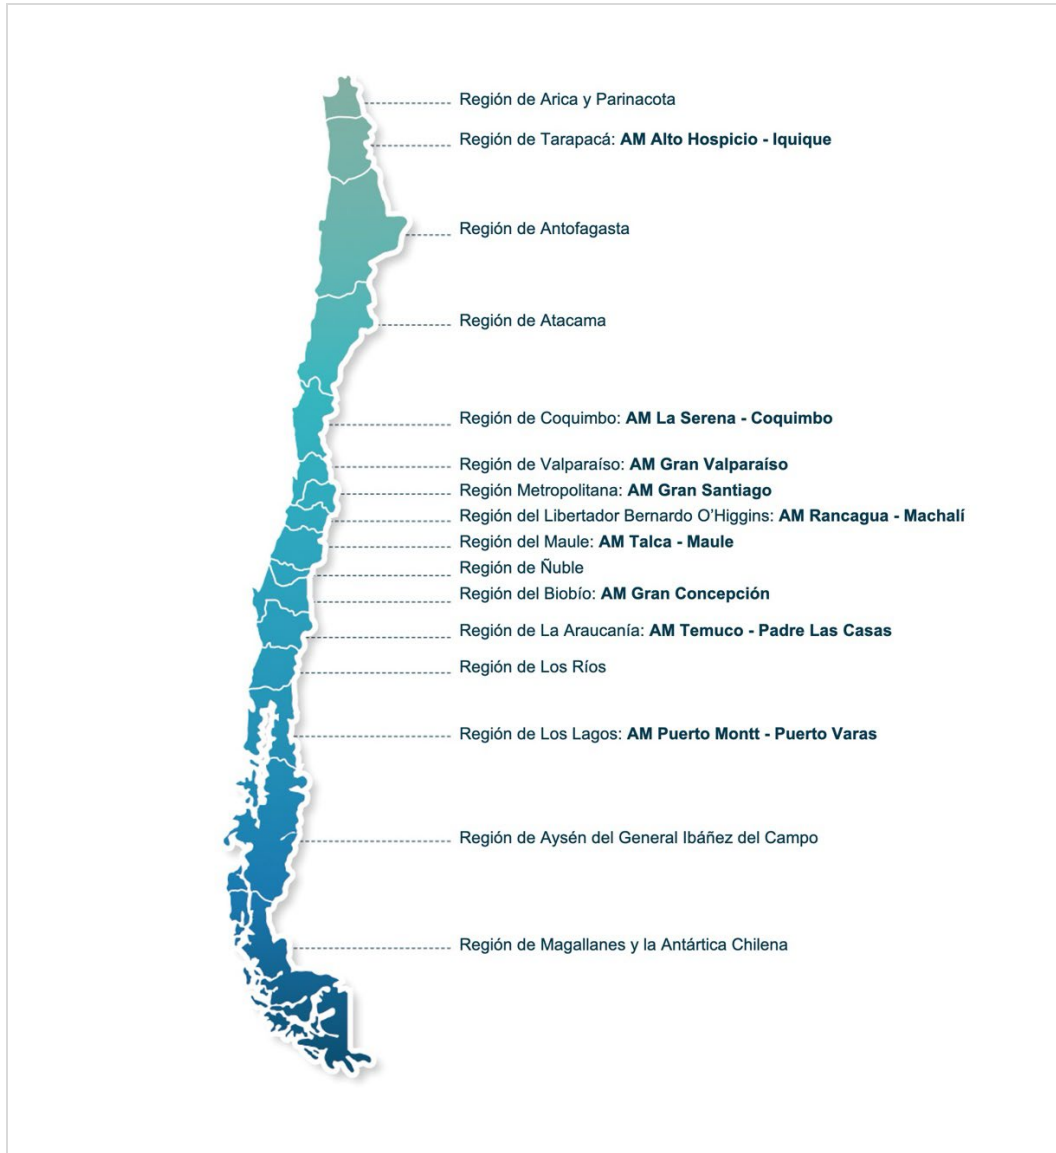 Región de Arica y Parinacota
Región de Tarapacá: AM Alto Hospicio - Iquique
Región de Antofagasta
Región de Atacama
Región de Coquimbo: AM La Serena - Coquimbo
Región de Valparaíso: AM Gran Valparaíso
Región Metropolitana: AM Gran Santiago
Región del Libertador Bernardo O’Higgins: AM Rancagua - Machalí
Región del Maule: AM Talca - Maule
Región de Ñuble
Región del Biobío: AM Gran Concepción
Región de La Araucanía: AM Temuco - Padre Las Casas
Región de Los Ríos
Región de Los Lagos: AM Puerto Montt - Puerto Varas
Región de Aysén del General Ibáñez del Campo
Región de Magallanes y la Antártica Chilena